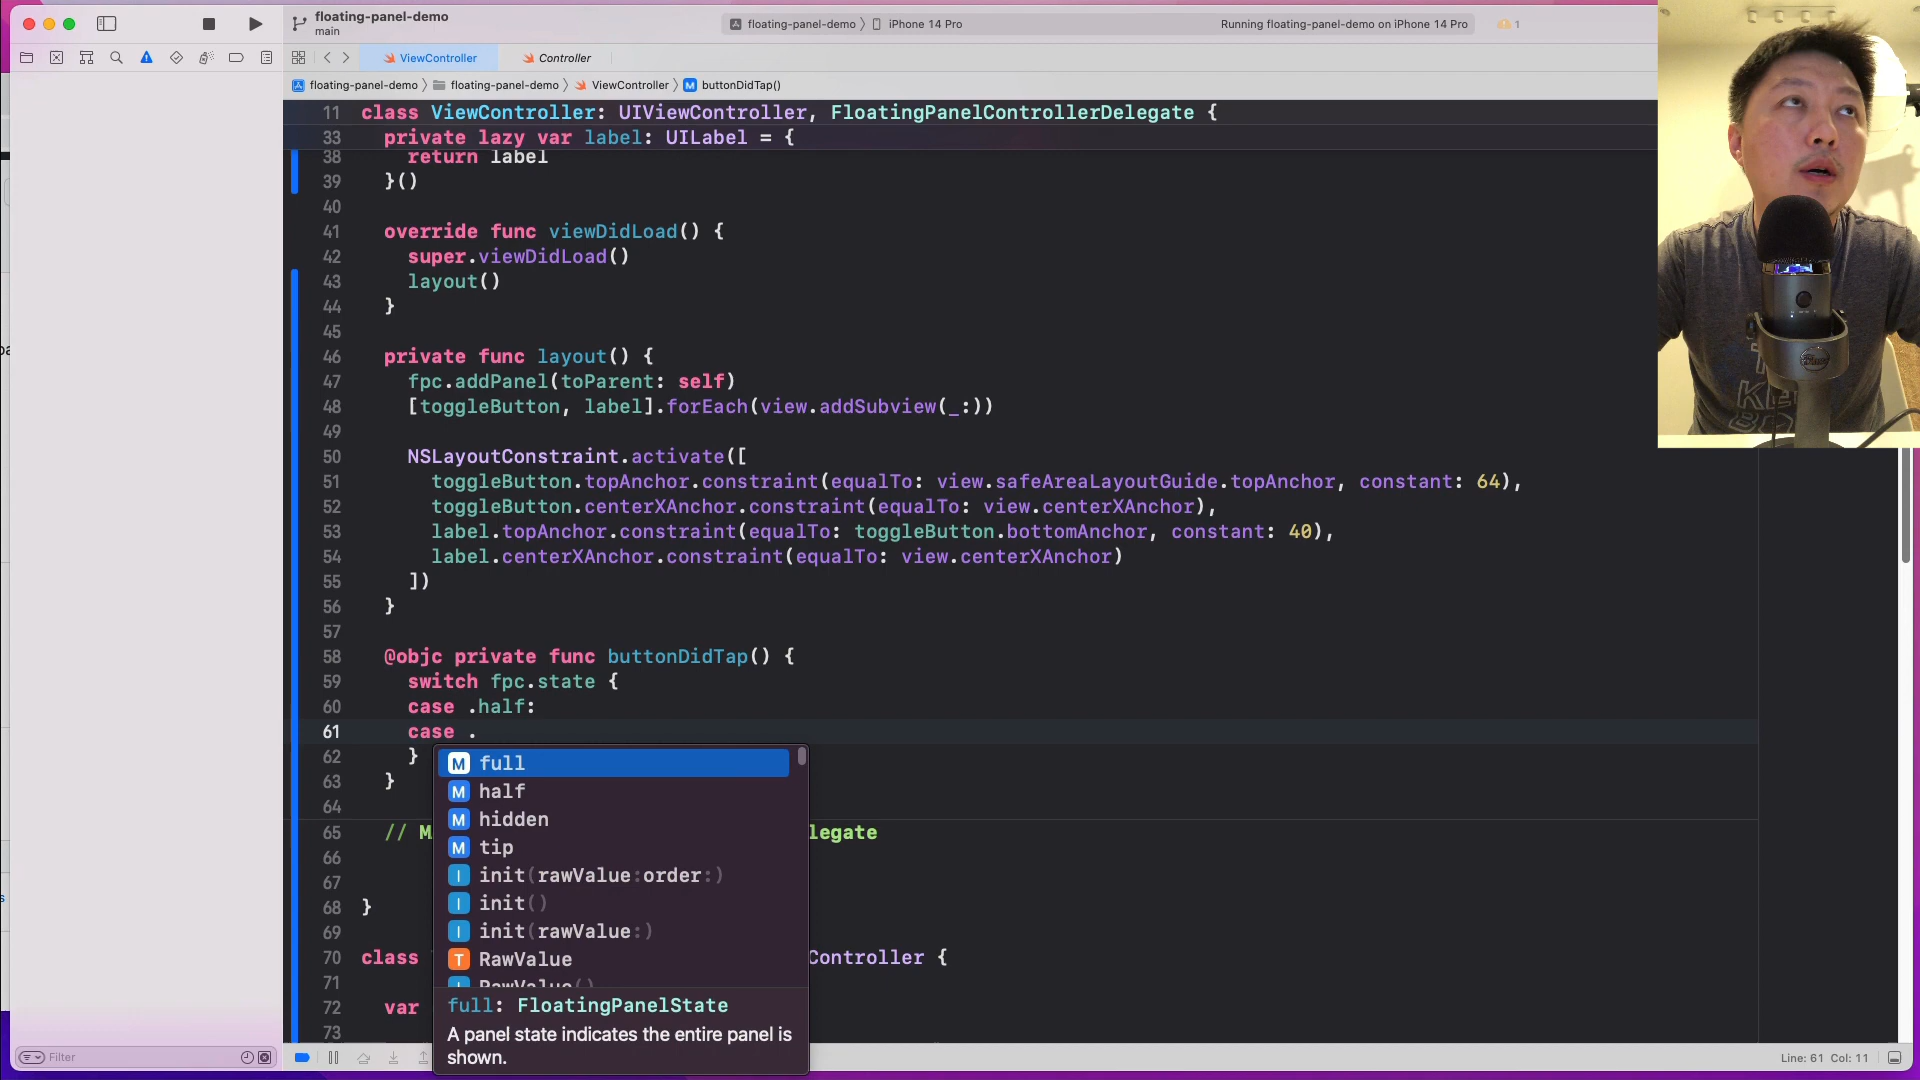 floating-panel-demo
main
floating-panel-demo
iPhone 14 Pro
Running floating-panel-demo on iPhone 14 Pro
1
ViewController
Controller
floating-panel-demo
floating-panel-demo
ViewController
buttonDidTap()
11 class ViewController: UIViewController, FloatingPanelControllerDelegate {
33 private lazy var label: UILabel = {
38 return label
39 }()
40
41 override func viewDidLoad() {
42 super.viewDidLoad()
43 layout()
44 }
45
46 private func layout() {
47 fpc.addPanel(toParent: self)
48 [toggleButton, label].forEach(view.addSubview(_:))
49
50 NSLayoutConstraint.activate([
51 toggleButton.topAnchor.constraint(equalTo: view.safeAreaLayoutGuide.topAnchor, constant: 64),
52 toggleButton.centerXAnchor.constraint(equalTo: view.centerXAnchor),
53 label.topAnchor.constraint(equalTo: toggleButton.bottomAnchor, constant: 40),
54 label.centerXAnchor.constraint(equalTo: view.centerXAnchor)
55 ])
56 }
57
58 @objc private func buttonDidTap() {
59 switch fpc.state {
60 case .half:
61 case .
62 }
63 }
64
65 // M legate
66
67
68 }
69
70 class Controller {
71
72 var
73
M full
M half
M hidden
M tip
I init(rawValue:order:)
I init()
I init(rawValue:)
T RawValue
I RawValue()
full: FloatingPanelState
A panel state indicates the entire panel is
shown.
Filter
Line: 61 Col: 11